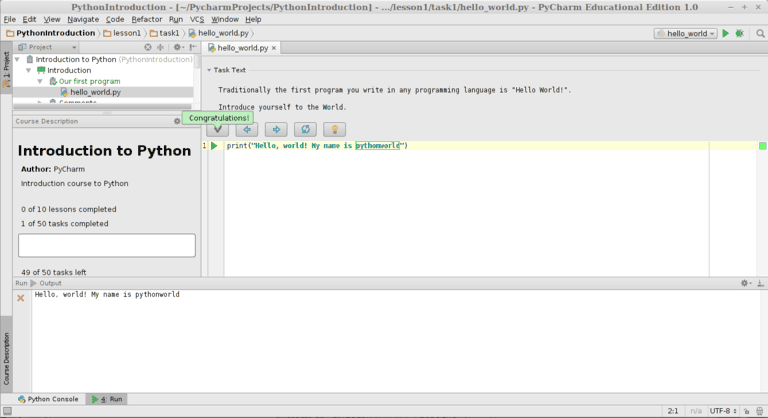 PythonIntroduction - [~/PycharmProjects/PythonIntroduction] - .../lesson1/task1/hello_world.py - PyCharm Educational Edition 1.0
File Edit View Navigate Code Refactor Run VCS Window Help
PythonIntroduction lesson1 task1 hello_world.py
hello_world
1: Project
Project
hello_world.py ×
Introduction to Python (PythonIntroduction)
Introduction
Our first program
hello_world.py
Task Text
Traditionally the first program you write in any programming language is "Hello World!".
Introduce yourself to the World.
Course Description
Congratulations!
1 print("Hello, world! My name is pythonworld")
Introduction to Python
Author: PyCharm
Introduction course to Python
0 of 10 lessons completed
1 of 50 tasks completed
49 of 50 tasks left
Run Output
Hello, world! My name is pythonworld
Course Description
Python Console 4: Run
2:1 n/a UTF-8